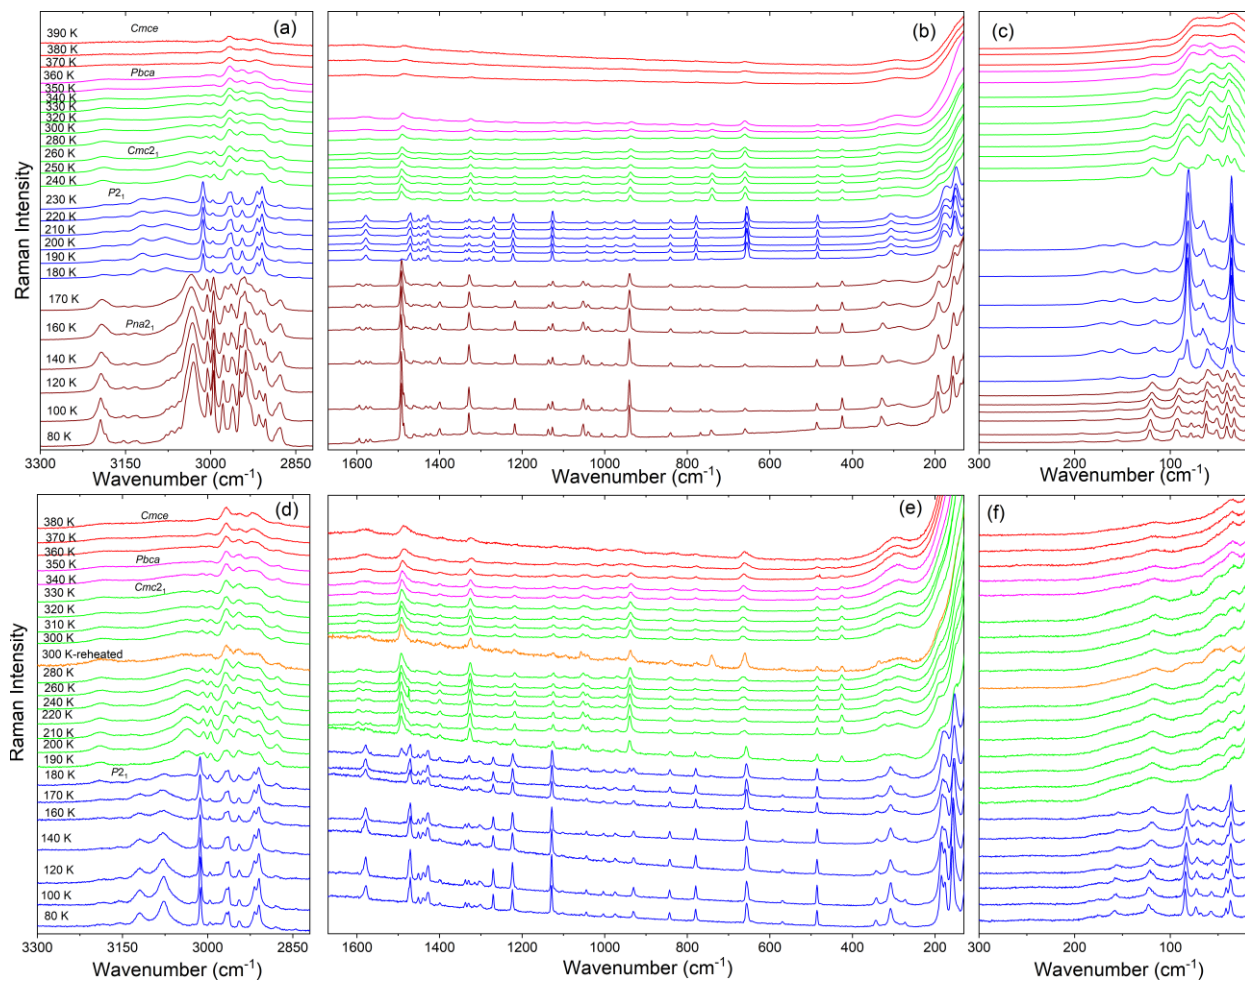 (a)
(b)
(c)
390 K
Cmce
380 K
370 K
360 K
Pbca
350 K
340 K
330 K
320 K
300 K
280 K
260 K
Cmc2₁
250 K
240 K
230 K
P2₁
220 K
210 K
200 K
190 K
180 K
170 K
160 K
Pna2₁
140 K
120 K
100 K
80 K
Raman Intensity
3300 3150 3000 2850
1600 1400 1200 1000 800 600 400 200
300 200 100
Wavenumber (cm⁻¹)
Wavenumber (cm⁻¹)
Wavenumber (cm⁻¹)
(d)
(e)
(f)
380 K
Cmce
370 K
360 K
350 K
Pbca
340 K
330 K
Cmc2₁
320 K
310 K
300 K
300 K-reheated
280 K
260 K
240 K
220 K
210 K
200 K
190 K
180 K
P2₁
170 K
160 K
140 K
120 K
100 K
80 K
Raman Intensity
3300 3150 3000 2850
1600 1400 1200 1000 800 600 400 200
300 200 100
Wavenumber (cm⁻¹)
Wavenumber (cm⁻¹)
Wavenumber (cm⁻¹)